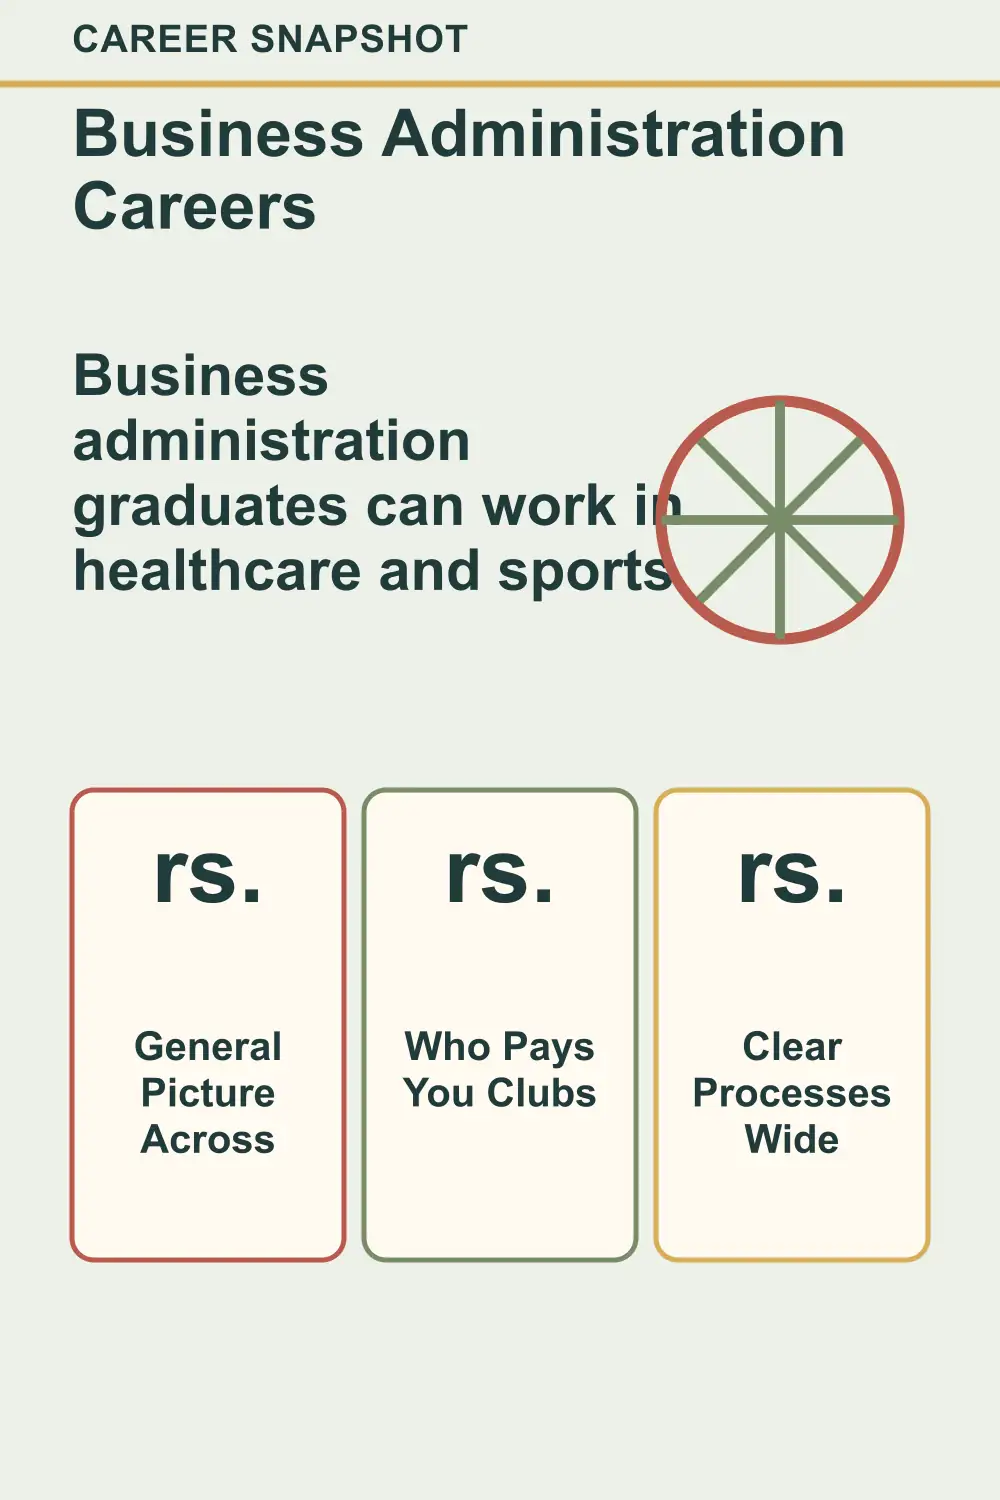 CAREER SNAPSHOT
Business Administration
Careers
Business
administration
graduates can work in
healthcare and sports
rs.
General
Picture
Across
rs.
Who Pays
You Clubs
rs.
Clear
Processes
Wide